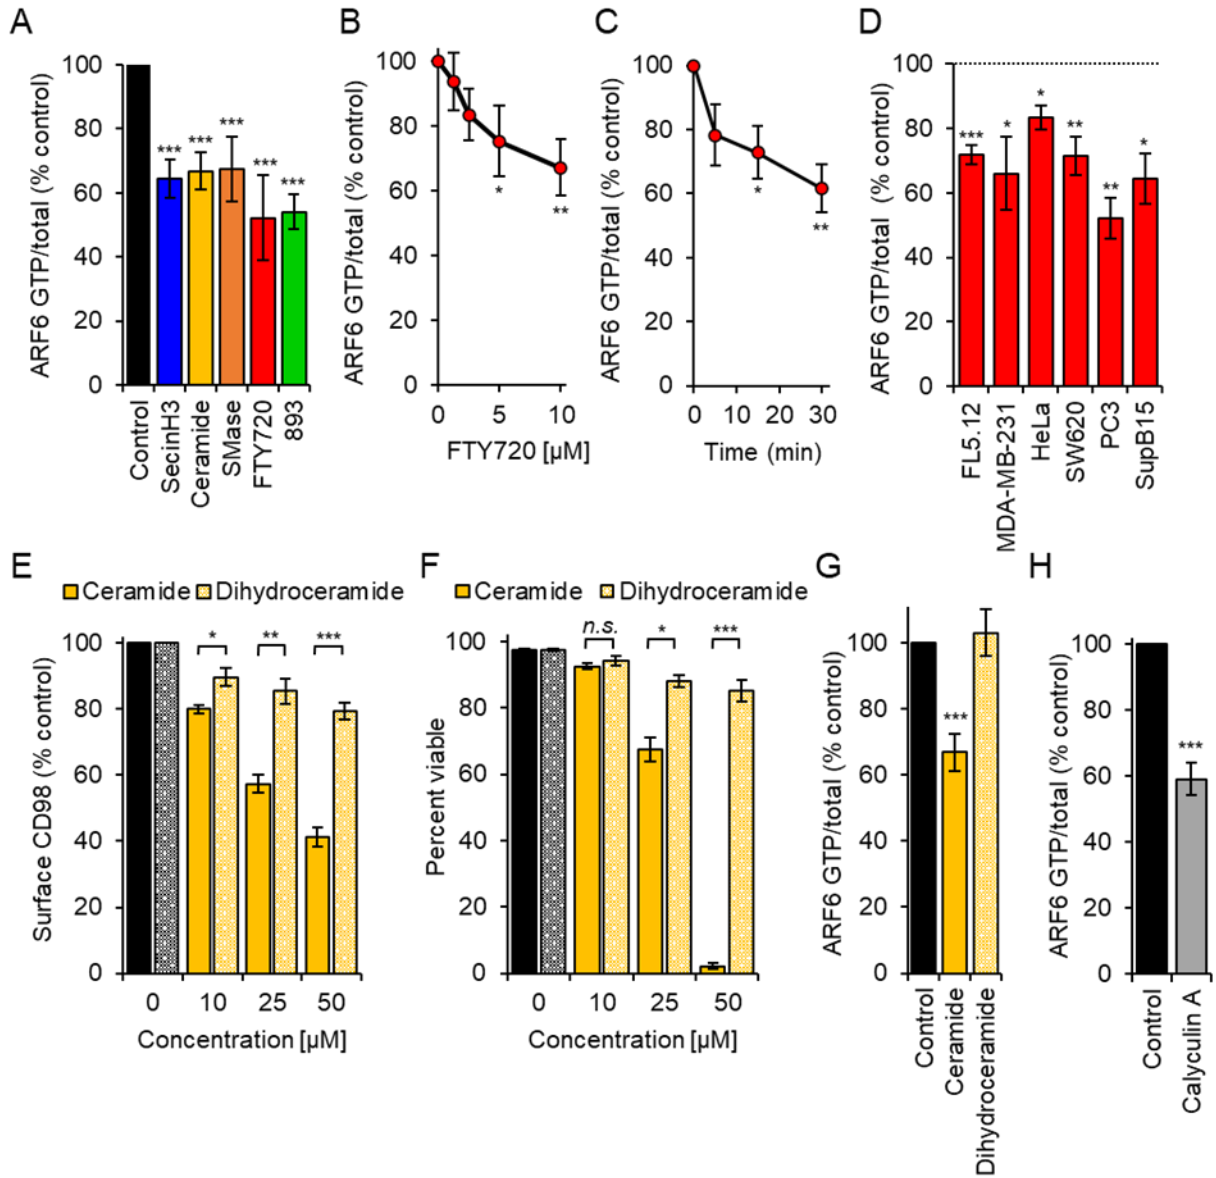 A
ARF6 GTP/total (% control)
100
80
60
40
20
0
***
***
***
***
***
Control
SecinH3
Ceramide
SMase
FTY720
893
B
ARF6 GTP/total (% control)
100
80
60
40
20
0
*
**
0
5
10
FTY720 [µM]
C
ARF6 GTP/total (% control)
100
80
60
40
20
0
*
**
0
10
20
30
Time (min)
D
ARF6 GTP/total (% control)
100
80
60
40
20
0
***
*
*
**
**
*
FL5.12
MDA-MB-231
HeLa
SW620
PC3
SupB15
E
Ceramide
Dihydroceramide
Surface CD98 (% control)
100
80
60
40
20
0
*
**
***
0
10
25
50
Concentration [µM]
F
Ceramide
Dihydroceramide
Percent viable
100
80
60
40
20
0
n.s.
*
***
0
10
25
50
Concentration [µM]
G
ARF6 GTP/total (% control)
100
80
60
40
20
0
***
Control
Ceramide
Dihydroceramide
H
ARF6 GTP/total (% control)
100
80
60
40
20
0
***
Control
Calyculin A